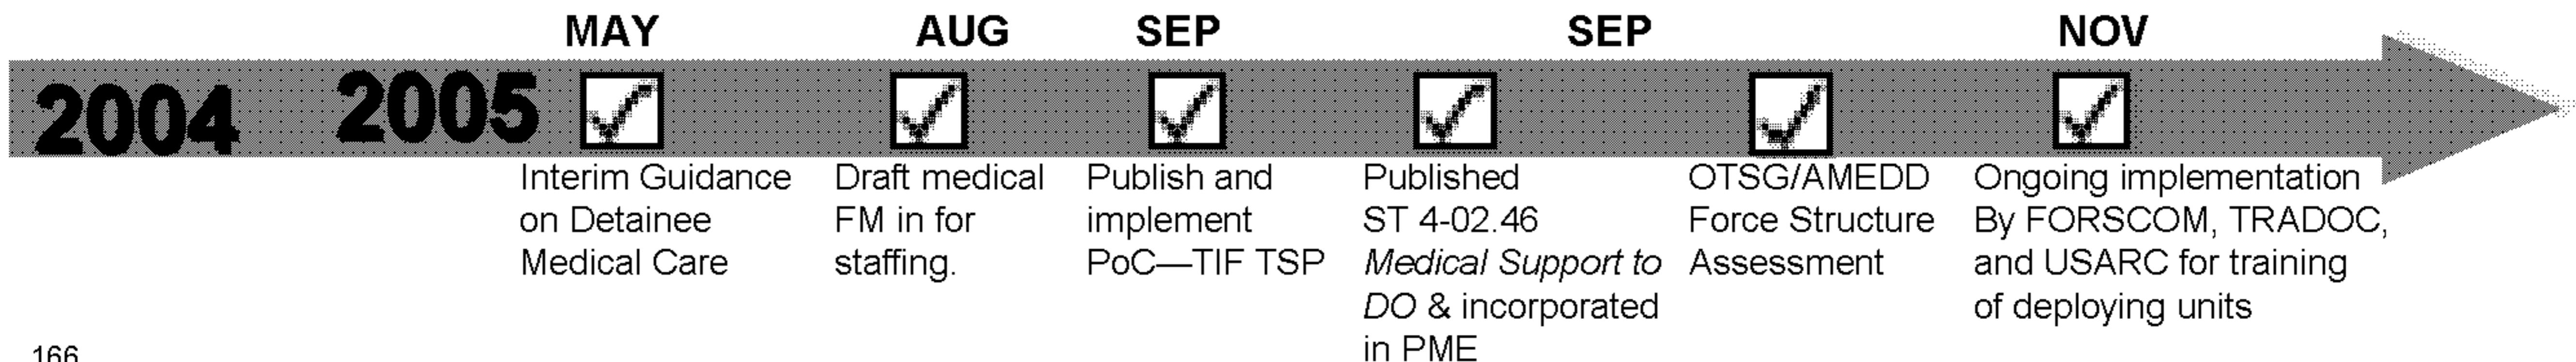 MAY AUG SEP SEP NOV
2004 2005
Interim Guidance
on Detainee
Medical Care
Draft medical
FM in for
staffing.
Publish and
implement
PoC—TIF TSP
Published
ST 4-02.46
Medical Support to
DO & incorporated
in PME
OTSG/AMEDD
Force Structure
Assessment
Ongoing implementation
By FORSCOM, TRADOC,
and USARC for training
of deploying units
166